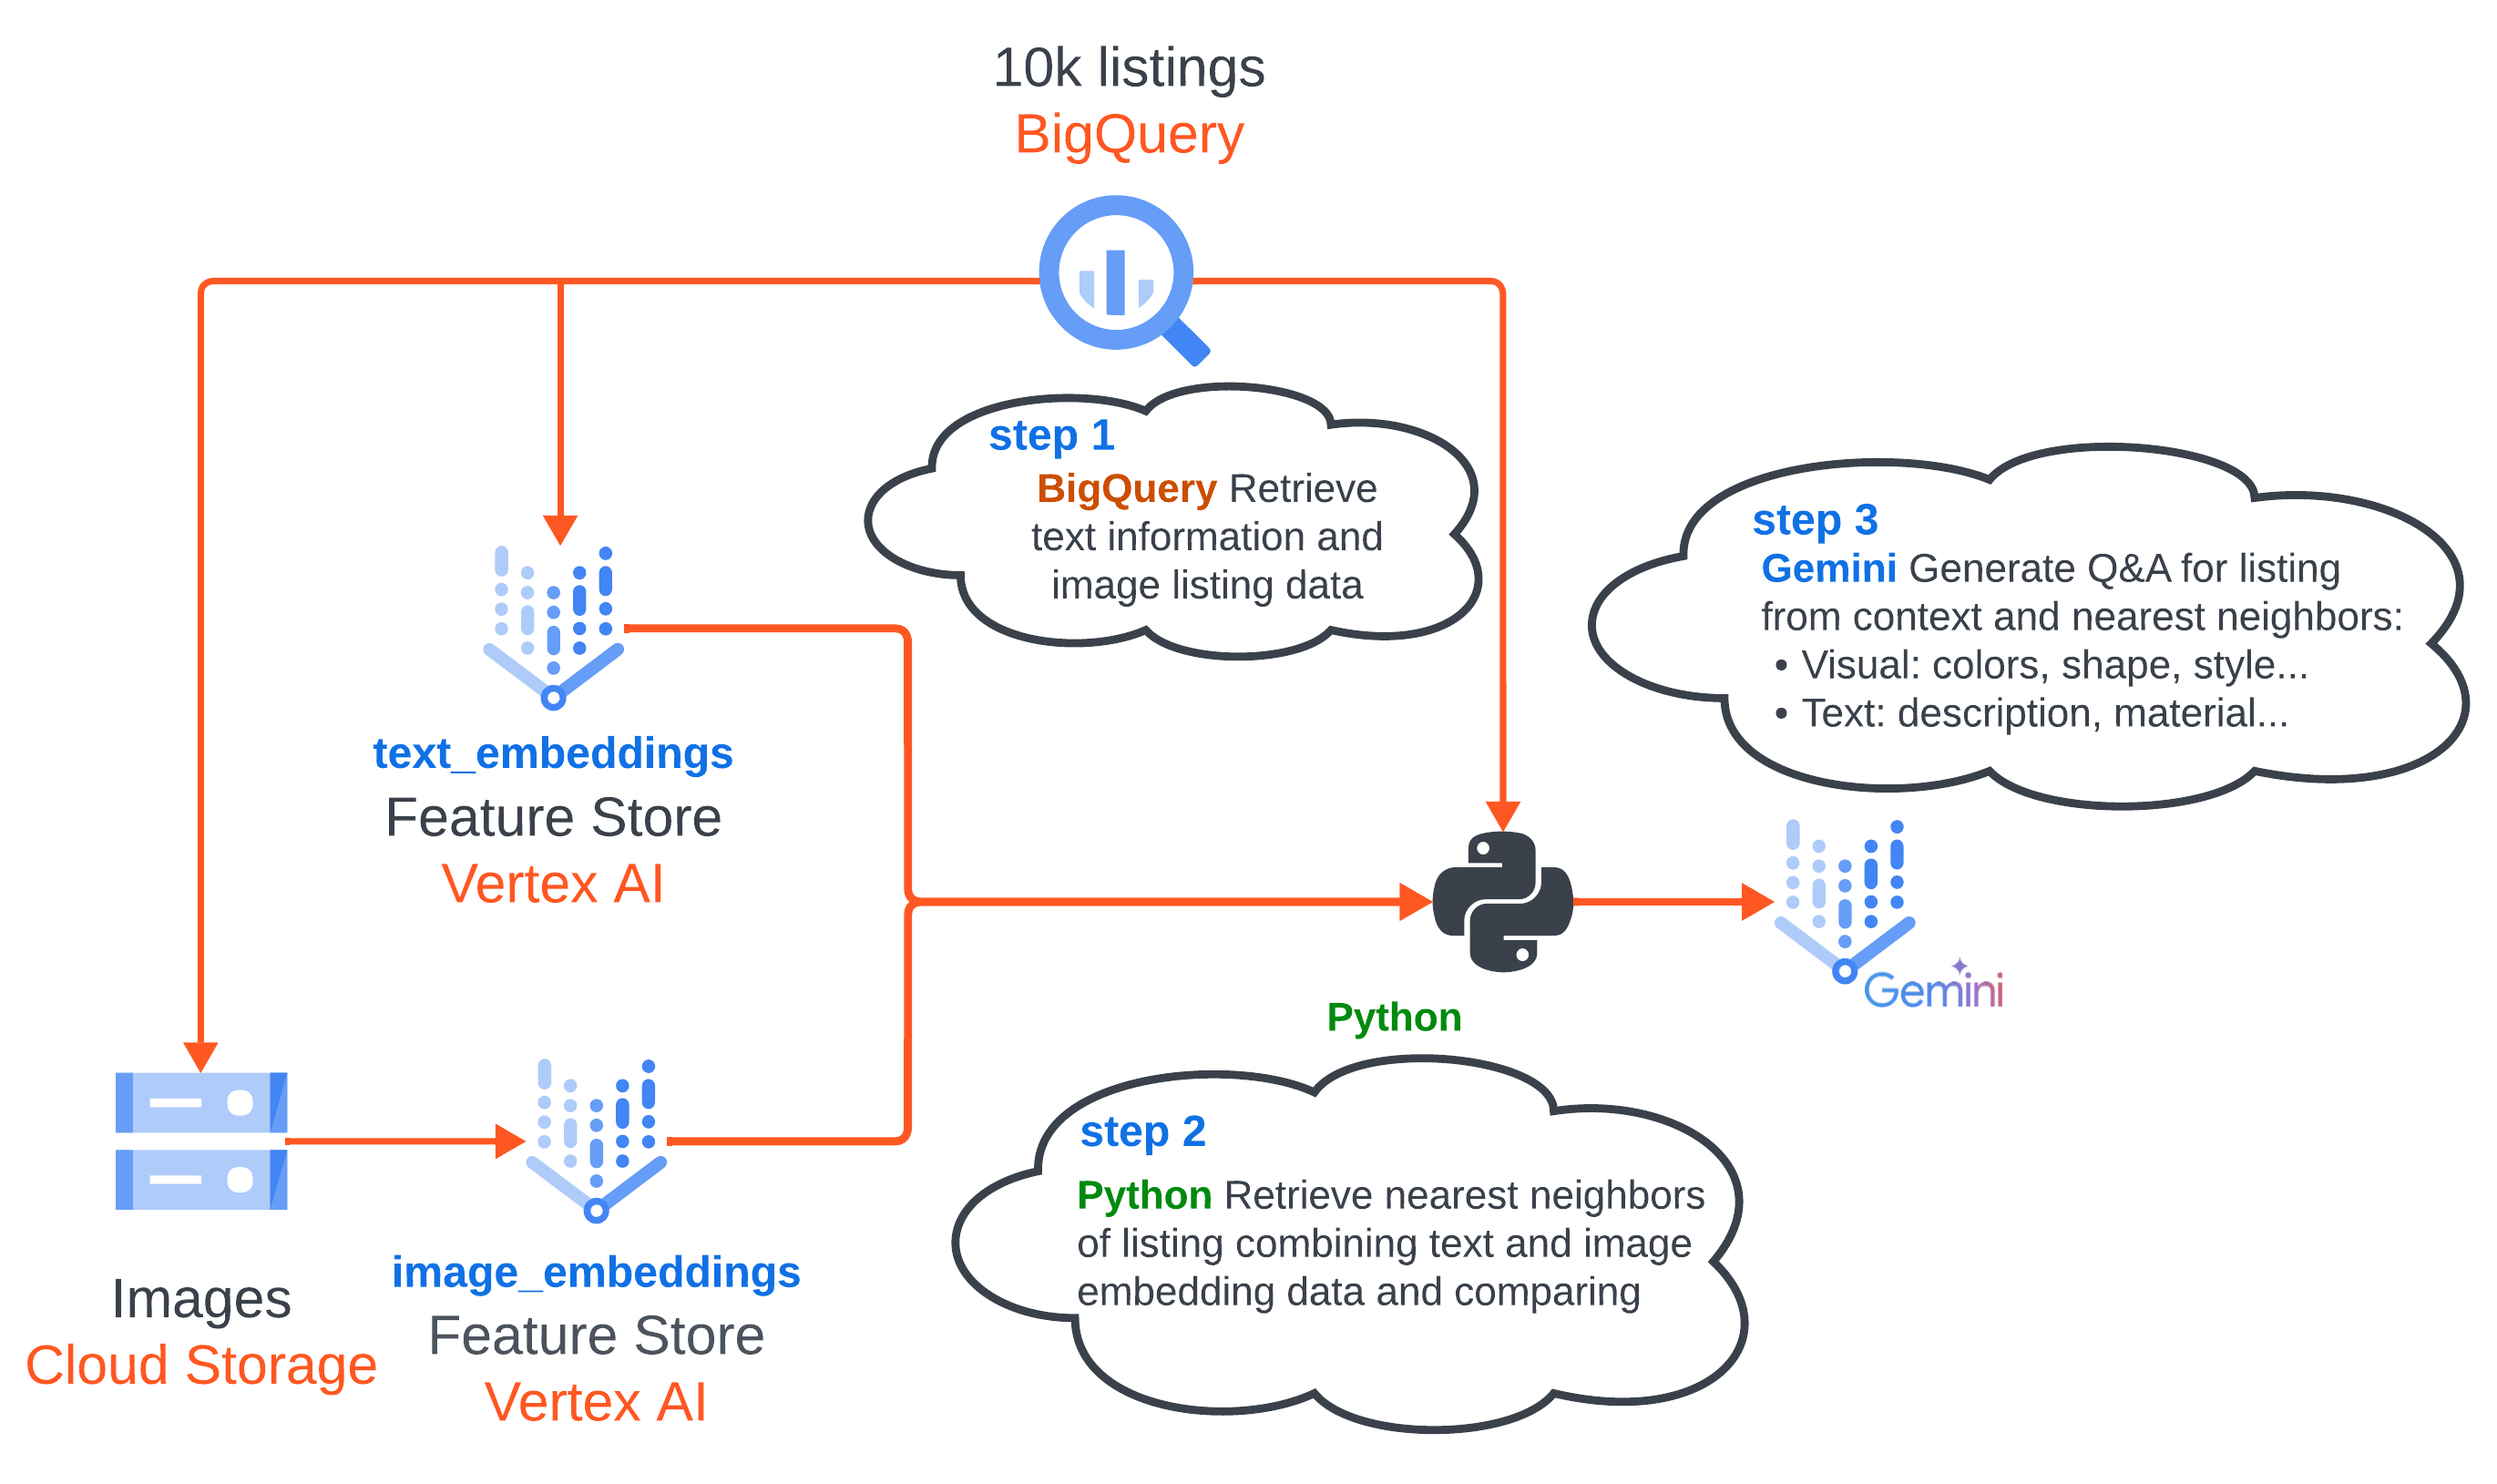 10k listings
BigQuery
step 1
BigQuery Retrieve
text information and
image listing data
step 3
Gemini Generate Q&A for listing
from context and nearest neighbors:
• Visual: colors, shape, style...
• Text: description, material...
text_embeddings
Feature Store
Vertex AI
Gemini
Python
step 2
Python Retrieve nearest neighbors
of listing combining text and image
embedding data and comparing
Images
Cloud Storage
image_embeddings
Feature Store
Vertex AI